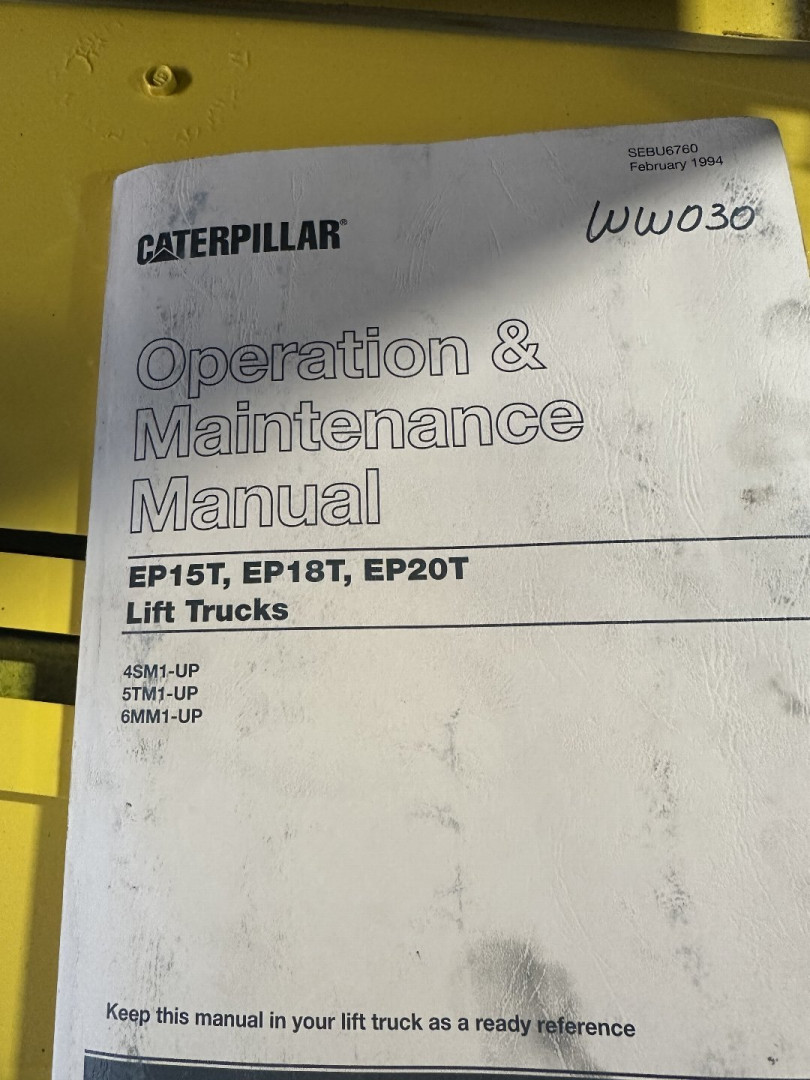 SEBU6760
February 1994
CATERPILLAR®
WW030
Operation &
Maintenance
Manual
EP15T, EP18T, EP20T
Lift Trucks
4SM1-UP
5TM1-UP
6MM1-UP
Keep this manual in your lift truck as a ready reference